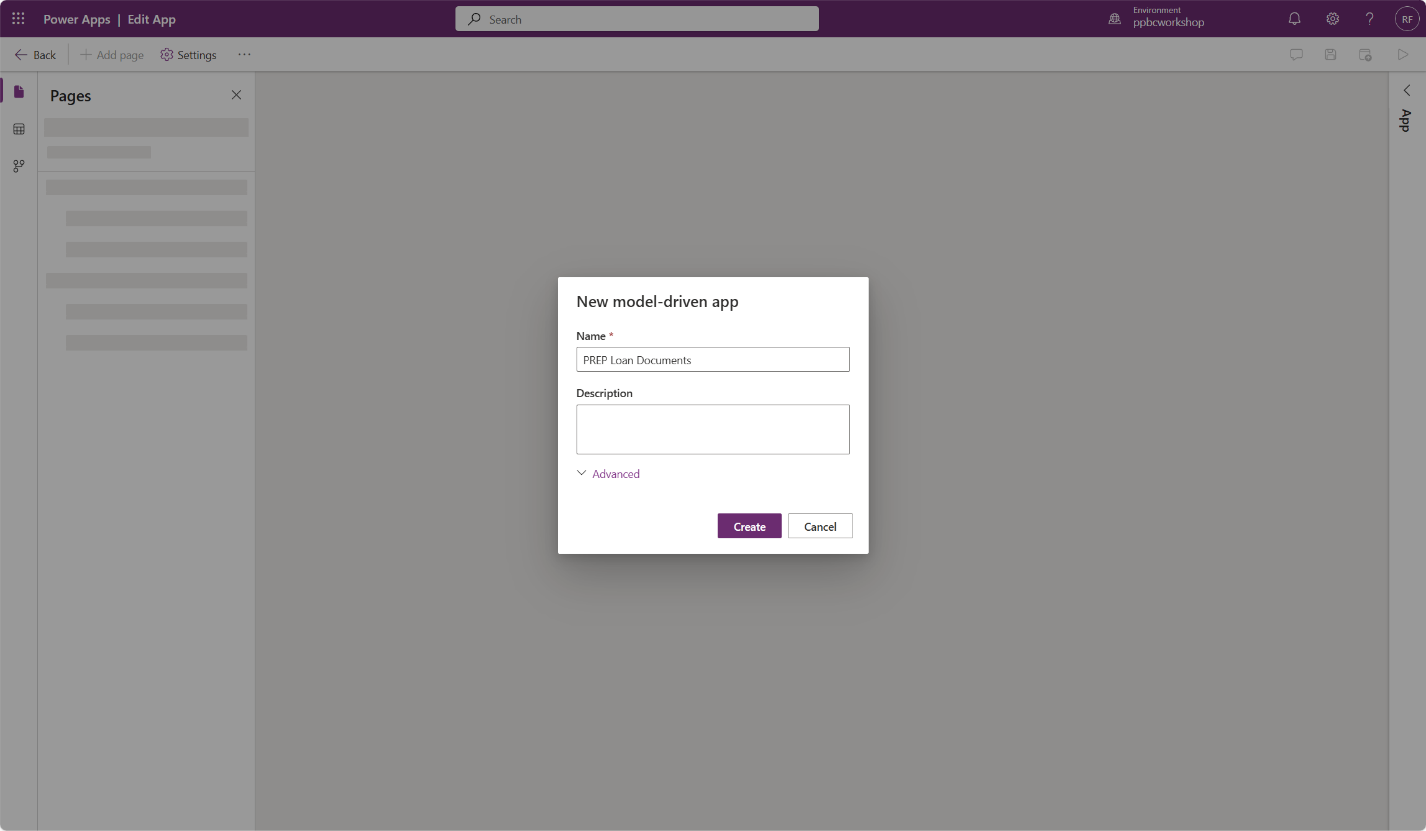 Power Apps | Edit App
Search
Environment
ppbcworkshop
RF
Back
Add page
Settings
Pages
App
New model-driven app
Name *
PREP Loan Documents
Description
Advanced
Create
Cancel